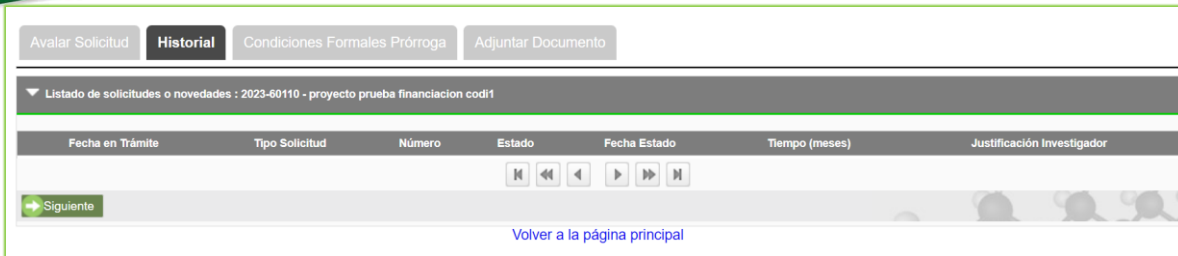 Avalar Solicitud Historial Condiciones Formales Prórroga Adjuntar Documento
Listado de solicitudes o novedades : 2023-60110 - proyecto prueba financiacion codi1
Fecha en Trámite Tipo Solicitud Número Estado Fecha Estado Tiempo (meses) Justificación Investigador
Siguiente
Volver a la página principal